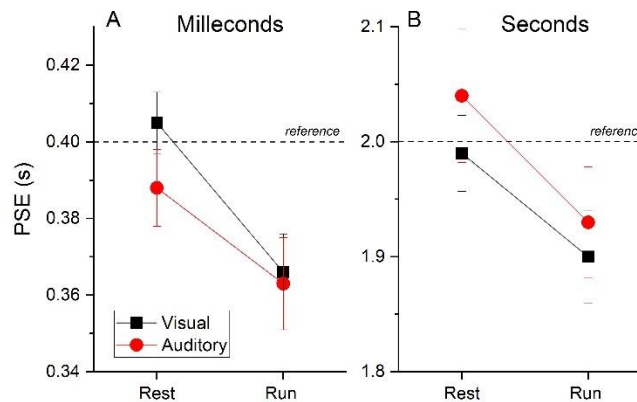 A Milleconds
B Seconds
PSE (s)
0.42
0.40
0.38
0.36
0.34
reference
Visual
Auditory
Rest Run
2.1
2.0
1.9
1.8
referenc
Rest Run